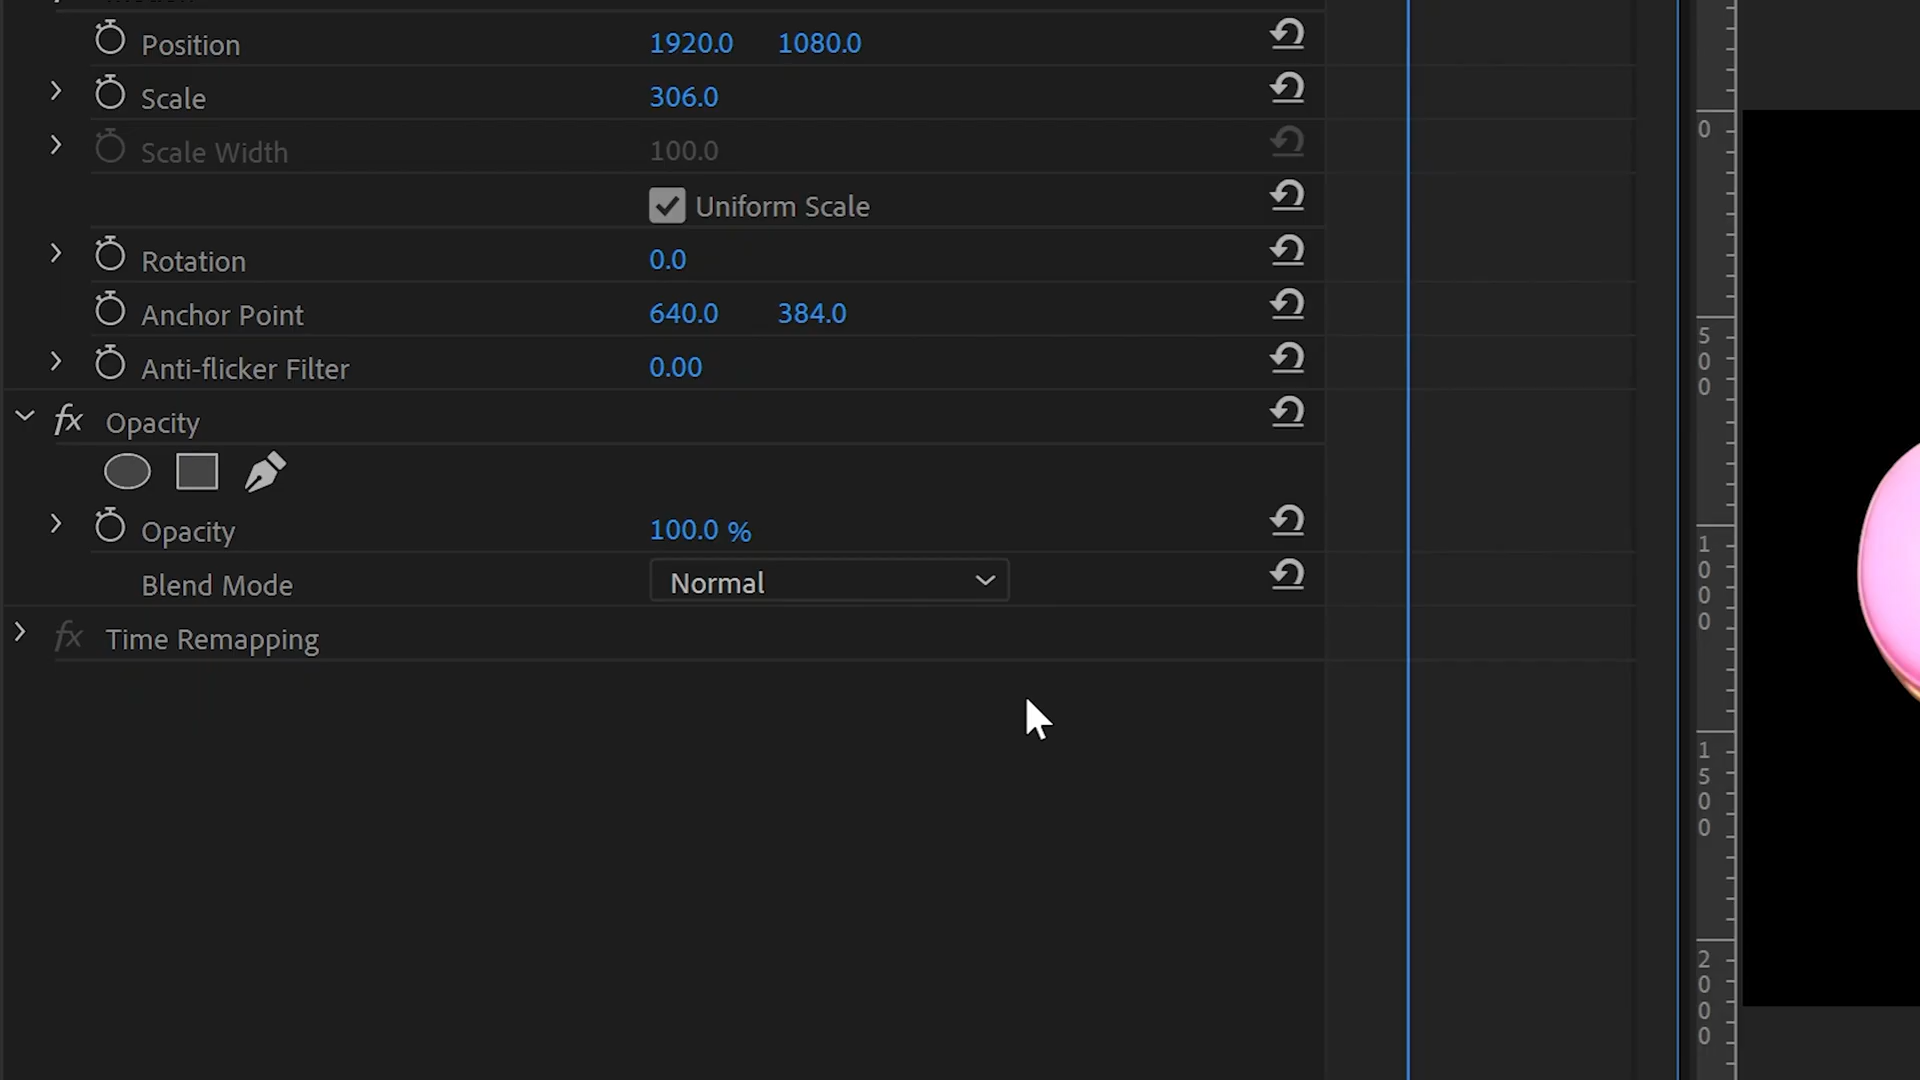 Position 1920.0 1080.0
Scale 306.0
Scale Width 100.0
Uniform Scale
Rotation 0.0
Anchor Point 640.0 384.0
Anti-flicker Filter 0.00
fx Opacity
Opacity 100.0 %
Blend Mode Normal
fx Time Remapping
0
500
1000
1500
2000